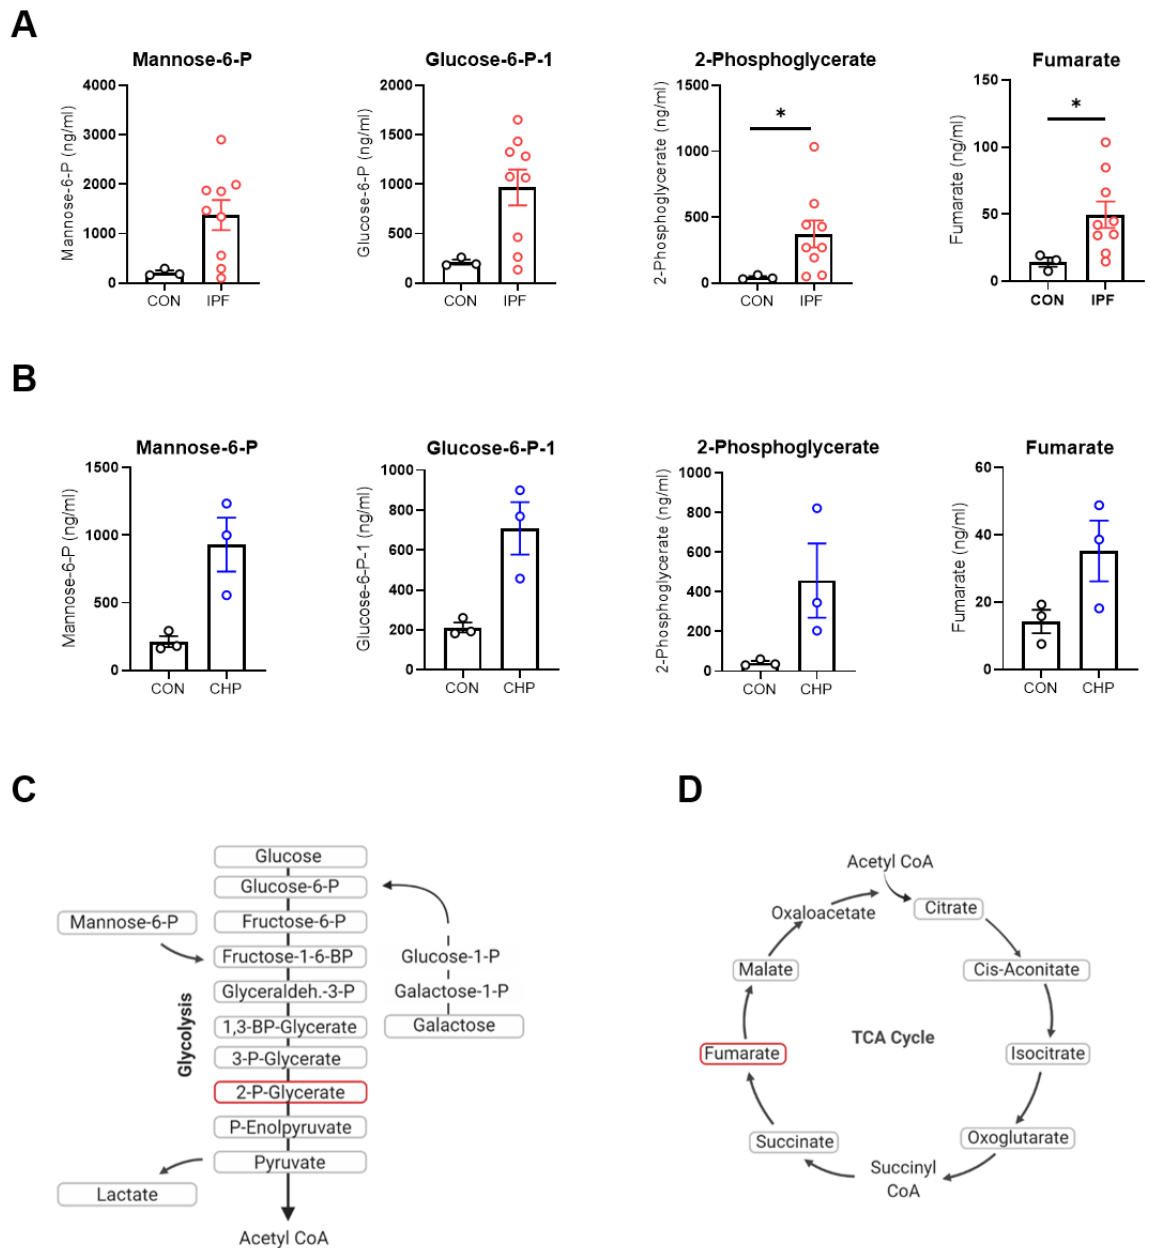 A
Mannose-6-P
Mannose-6-P (ng/ml)
4000
3000
2000
1000
0
CON
IPF
Glucose-6-P-1
Glucose-6-P (ng/ml)
2000
1500
1000
500
0
CON
IPF
2-Phosphoglycerate
2-Phosphoglycerate (ng/ml)
1500
1000
500
0
*
CON
IPF
Fumarate
Fumarate (ng/ml)
150
100
50
0
*
CON
IPF
B
Mannose-6-P
Mannose-6-P (ng/ml)
1500
1000
500
0
CON
CHP
Glucose-6-P-1
Glucose-6-P-1 (ng/ml)
1000
800
600
400
200
0
CON
CHP
2-Phosphoglycerate
2-Phosphoglycerate (ng/ml)
1000
800
600
400
200
0
CON
CHP
Fumarate
Fumarate (ng/ml)
60
40
20
0
CON
CHP
C
Glucose
Glucose-6-P
Mannose-6-P
Fructose-6-P
Fructose-1-6-BP
Glucose-1-P
Glyceraldeh.-3-P
Galactose-1-P
1,3-BP-Glycerate
Galactose
Glycolysis
3-P-Glycerate
2-P-Glycerate
P-Enolpyruvate
Pyruvate
Lactate
Acetyl CoA
D
Acetyl CoA
Oxaloacetate
Citrate
Malate
Cis-Aconitate
TCA Cycle
Fumarate
Isocitrate
Succinate
Oxoglutarate
Succinyl
CoA